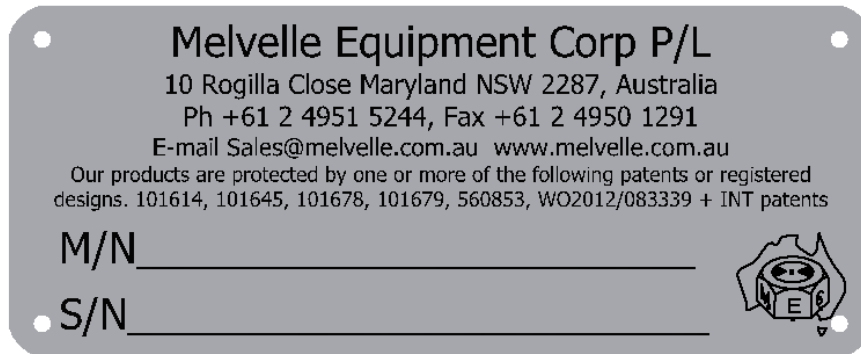 Melvelle Equipment Corp P/L
10 Rogilla Close Maryland NSW 2287, Australia
Ph +61 2 4951 5244, Fax +61 2 4950 1291
E-mail Sales@melvelle.com.au www.melvelle.com.au
Our products are protected by one or more of the following patents or registered
designs. 101614, 101645, 101678, 101679, 560853, WO2012/083339 + INT patents
M/N
S/N
M E G